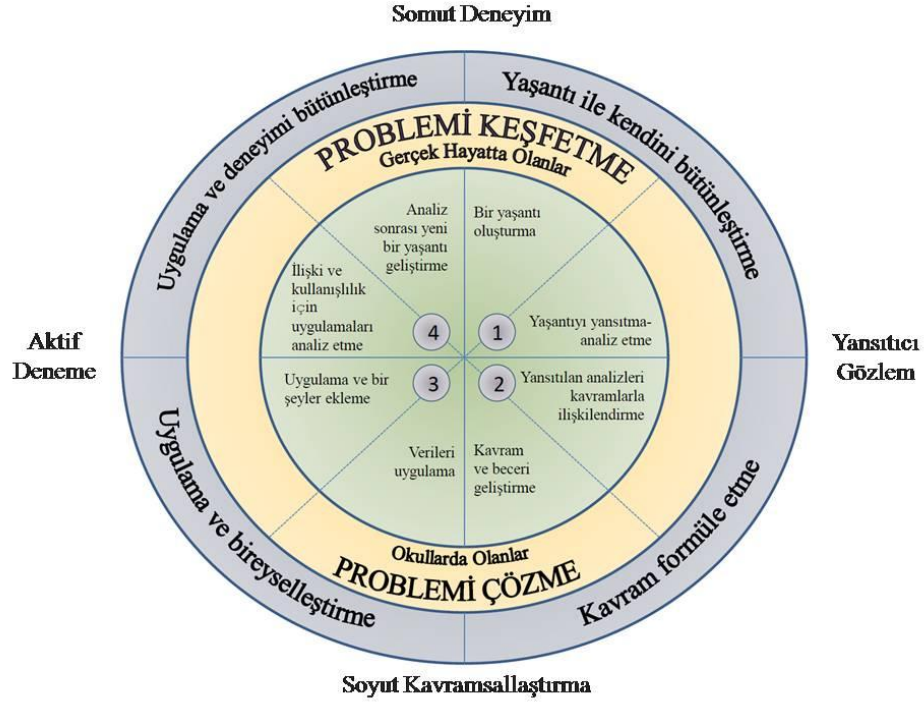 Somut Deneyim
Uygulama ve deneyimi bütünleştirme
Yaşantı ile kendini bütünleştirme
PROBLEMİ KEŞFETME
Gerçek Hayatta Olanlar
Analiz
sonrası yeni
bir yaşantı
geliştirme
Bir yaşantı
oluşturma
İlişki ve
kullanışlılık
için
uygulamaları
analiz etme
Yaşantıyı yansıtma-
analiz etme
4
1
Aktif
Deneme
Yansıtıcı
Gözlem
3
2
Uygulama ve bir
şeyler ekleme
Yansıtılan analizleri
kavramlarla
ilişkilendirme
Verileri
uygulama
Kavram
ve beceri
geliştirme
Okullarda Olanlar
PROBLEMİ ÇÖZME
Uygulama ve bireyselleştirme
Kavram formüle etme
Soyut Kavramsallaştırma